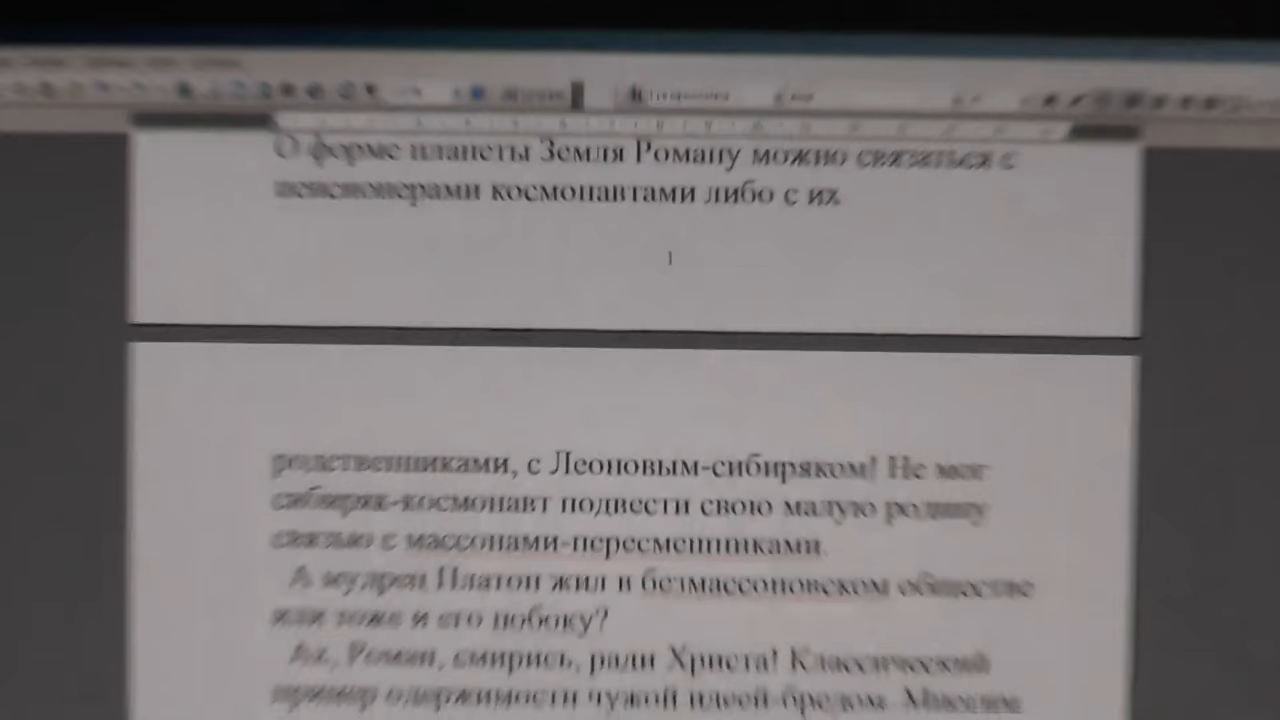 О форме планеты Земля Роману можно связаться с
пенсионерами космонавтами либо с их
1
родственниками, с Леоновым-сибиряком! Не мог
сибиряк-космонавт подвести свою малую родину
связью с массонами-пересмешниками.
А мудрец Платон жил в безмассоновском обществе
или тоже и его побоку?
Ах, Роман, смирись, ради Христа! Классический
пример одержимости чужой идеей-бредом.